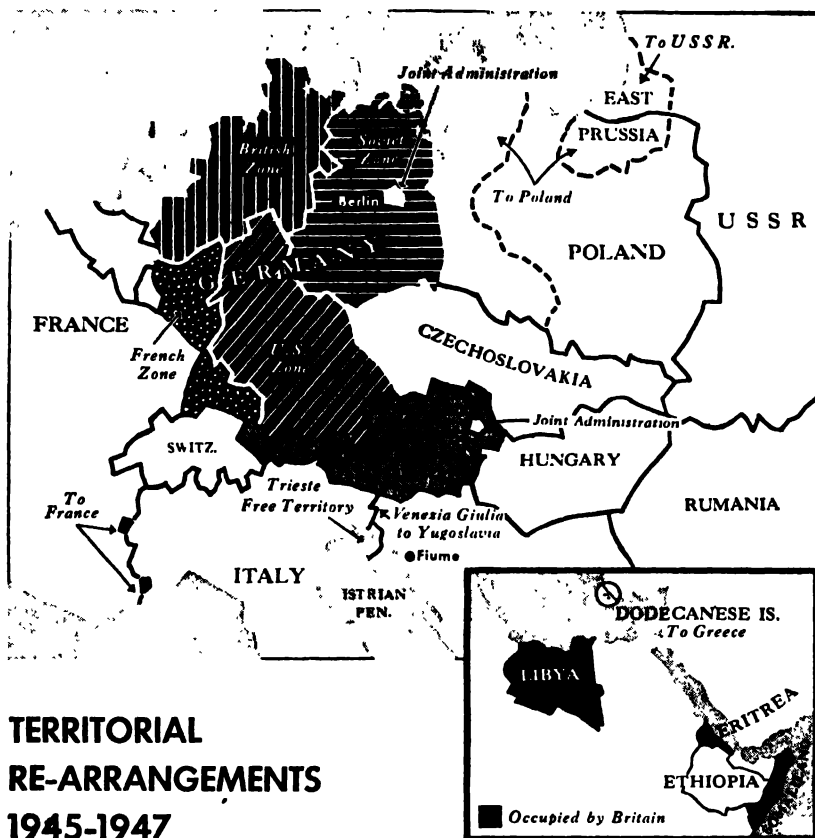 To USSR.
Joint Administration
EAST
PRUSSIA
British
Zone
Soviet
Zone
Berlin
To Poland
USSR
POLAND
GERMANY
FRANCE
French
Zone
U.S.
Zone
CZECHOSLOVAKIA
Joint Administration
SWITZ.
HUNGARY
To
France
Trieste
Free Territory
Venezia Giulia
to Yugoslavia
RUMANIA
Fiume
ITALY
ISTRIAN
PEN.
DODECANESE IS.
To Greece
LIBYA
ERITREA
ETHIOPIA
Occupied by Britain
TERRITORIAL
RE-ARRANGEMENTS
1945-1947